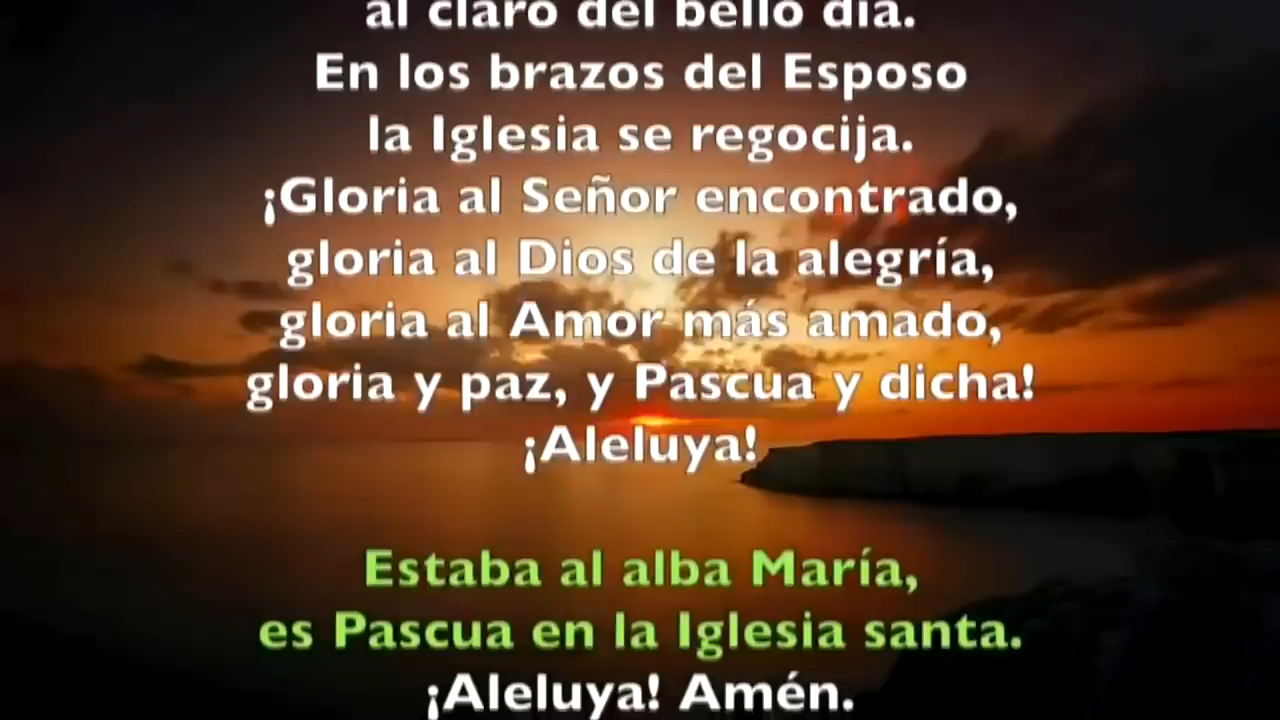 al claro del bello día.
En los brazos del Esposo
la Iglesia se regocija.
¡Gloria al Señor encontrado,
gloria al Dios de la alegría,
gloria al Amor más amado,
gloria y paz, y Pascua y dicha!
¡Aleluya!
Estaba al alba María,
es Pascua en la Iglesia santa.
¡Aleluya! Amén.